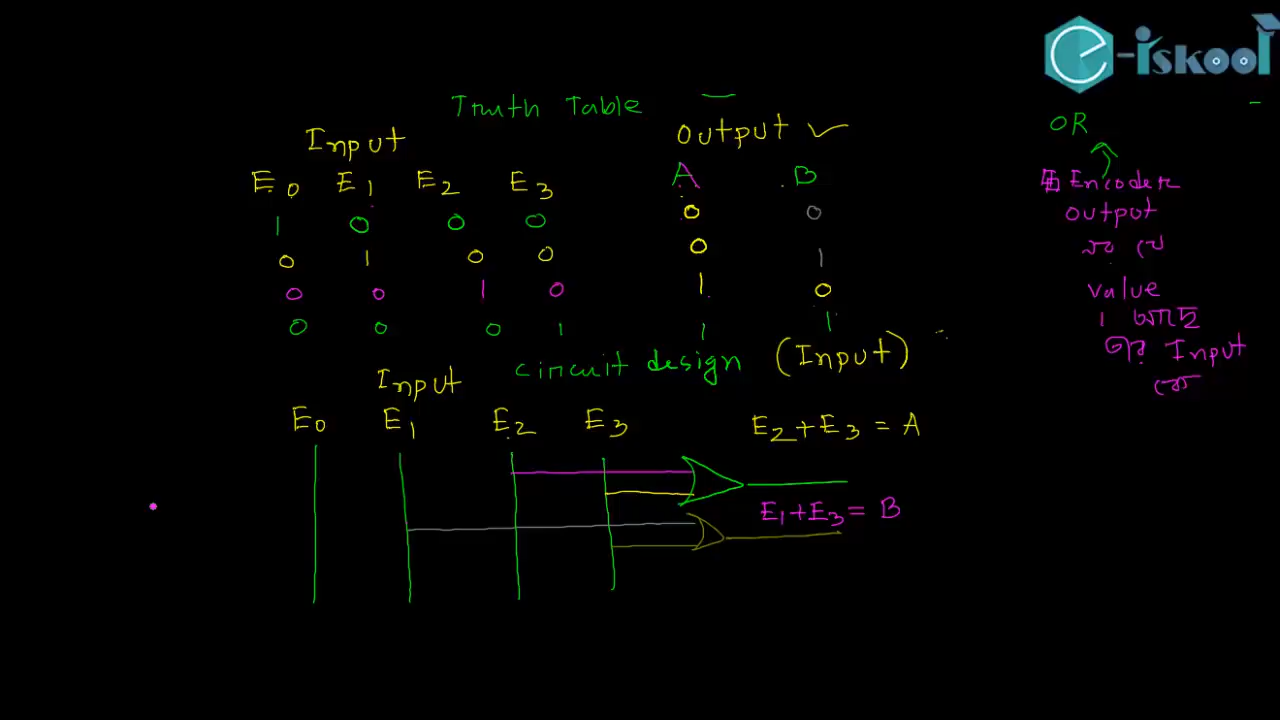 e-iskool
Truth Table
Input
Output
E0 E1 E2 E3 A B
1 0 0 0 0 0
0 1 0 0 0 1
0 0 1 0 1 0
0 0 0 1 1 1
circuit design (Input)
Input
E0 E1 E2 E3
E2+E3 = A
E1+E3 = B
OR
Encoder
output
value
1
Input